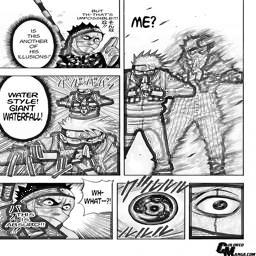 ME?
BUT
TH-THAT'S
IMPOSSIBLE!!!
IS THIS
ANOTHER
OF
HIS
ILLUSIONS?
WATER
STYLE!
GIANT
WATERFALL!
WH-
WHAT--?!
THIS
IS
ABSURD!!!
COLORED
MANGA.COM